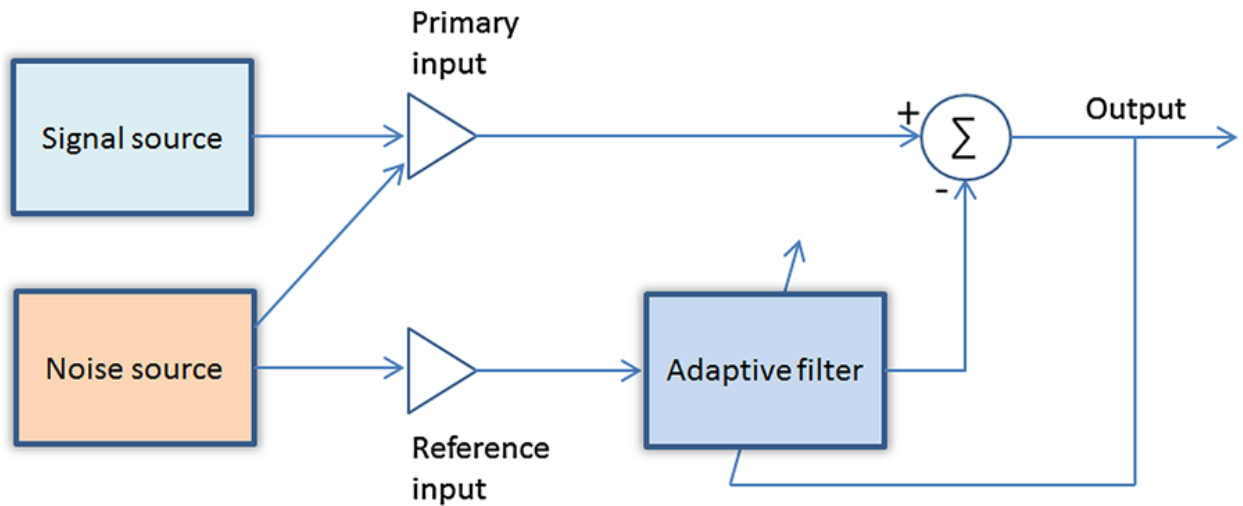 Primary
input
Signal source
+
Σ
Output
-
Noise source
Adaptive filter
Reference
input